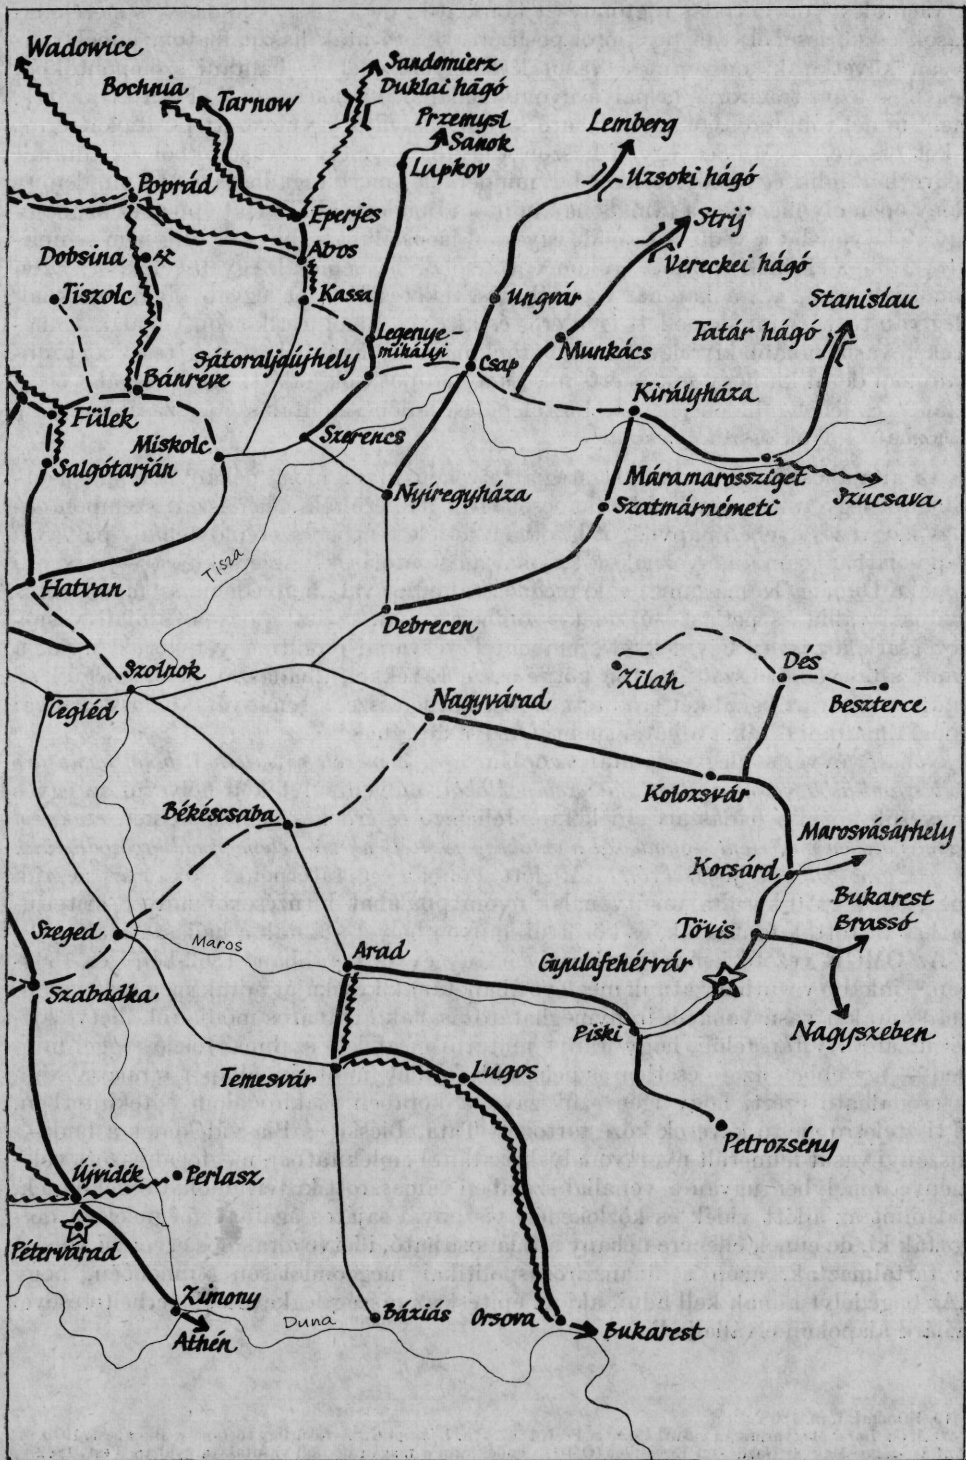 Wadowice
Bochnia
Tarnow
Sandomierz
Duklai hágó
Przemysl
Sanok
Lupkov
Lemberg
Uzsoki hágó
Strij
Vereckei hágó
Poprád
Eperjes
Abos
Dobsina
Tiszolc
Kassa
Ungvár
Stanislau
Tatár hágó
Legenye-
mihályi
Sátoraljaújhely
Csap
Munkács
Bánréve
Királyháza
Fülek
Miskolc
Szerencs
Salgótarján
Nyíregyháza
Máramarossziget
Szucsava
Szatmárnémeti
Hatvan
Tisza
Debrecen
Szolnok
Cegléd
Zilah
Dés
Beszterce
Nagyvárad
Kolozsvár
Békéscsaba
Marosvásárhely
Kocsárd
Bukarest
Brassó
Szeged
Maros
Arad
Tövis
Gyulafehérvár
Szabadka
Piski
Nagyszeben
Temesvár
Lugos
Petrozsény
Újvidék
Perlasz
Pétervárad
Zimony
Athén
Duna
Báziás
Orsova
Bukarest